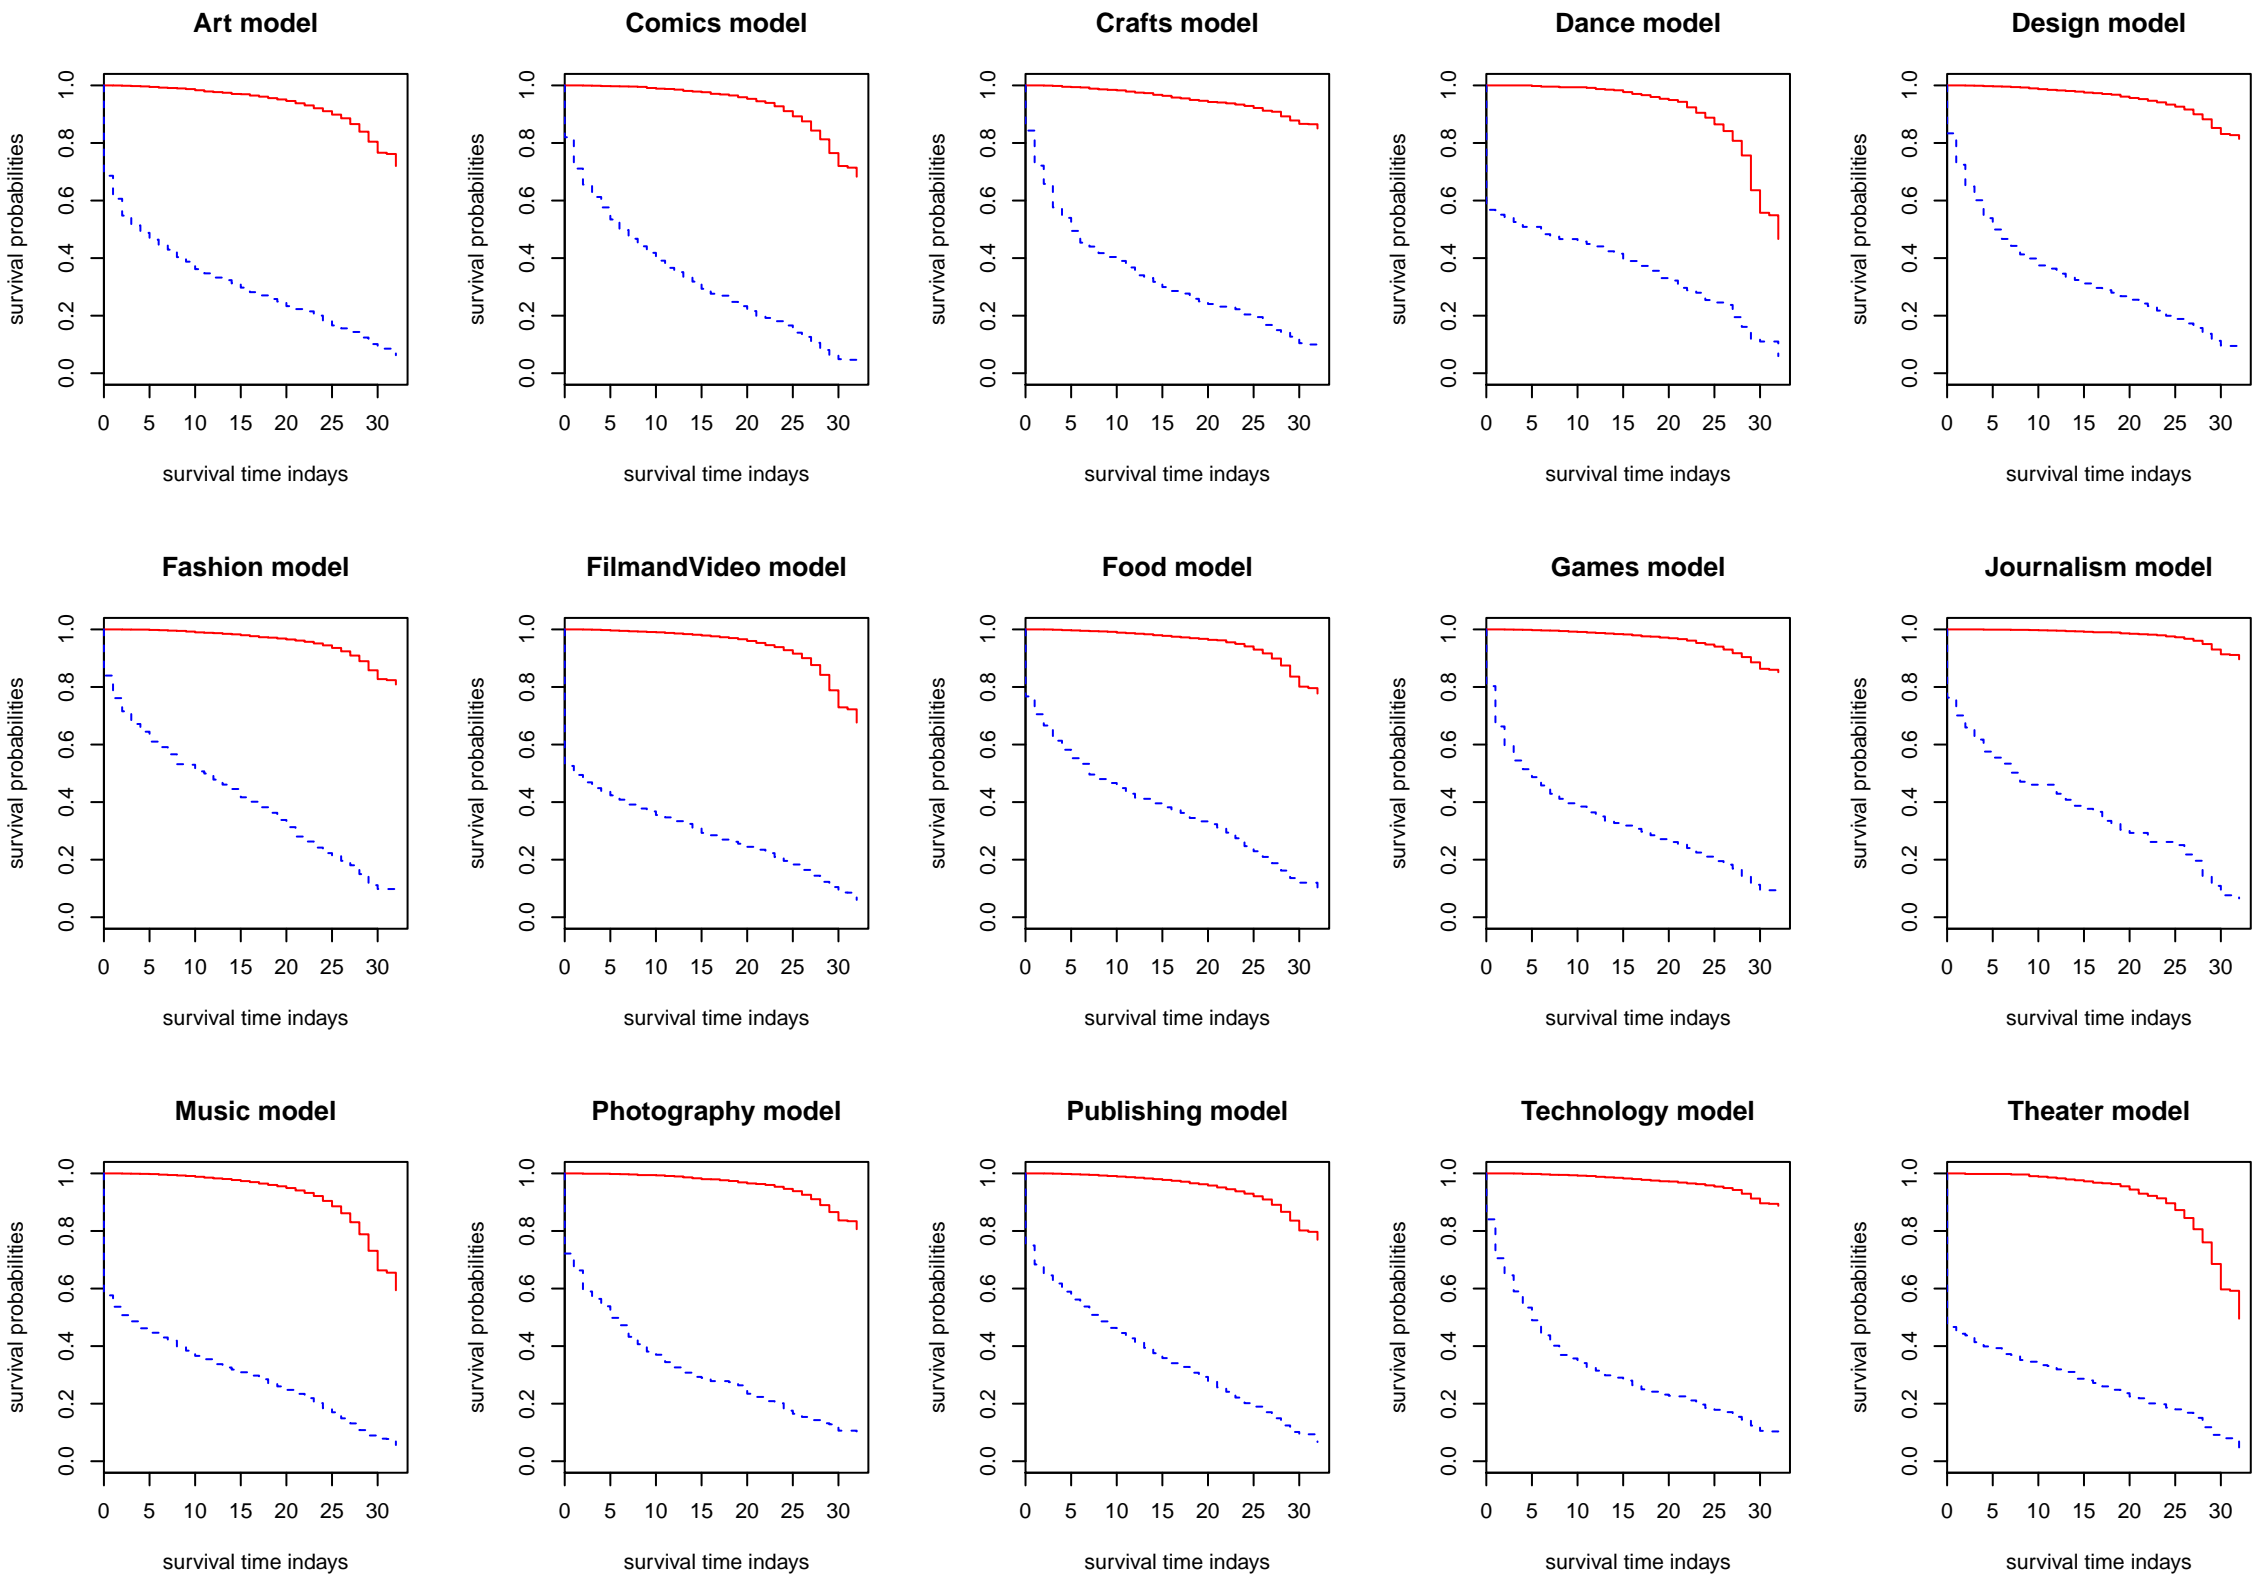 Art model
Comics model
Crafts model
Dance model
Design model
survival probabilities
0.0 0.2 0.4 0.6 0.8 1.0
0 5 10 15 20 25 30
survival time indays
survival probabilities
0.0 0.2 0.4 0.6 0.8 1.0
0 5 10 15 20 25 30
survival time indays
survival probabilities
0.0 0.2 0.4 0.6 0.8 1.0
0 5 10 15 20 25 30
survival time indays
survival probabilities
0.0 0.2 0.4 0.6 0.8 1.0
0 5 10 15 20 25 30
survival time indays
survival probabilities
0.0 0.2 0.4 0.6 0.8 1.0
0 5 10 15 20 25 30
survival time indays
Fashion model
FilmandVideo model
Food model
Games model
Journalism model
survival probabilities
0.0 0.2 0.4 0.6 0.8 1.0
0 5 10 15 20 25 30
survival time indays
survival probabilities
0.0 0.2 0.4 0.6 0.8 1.0
0 5 10 15 20 25 30
survival time indays
survival probabilities
0.0 0.2 0.4 0.6 0.8 1.0
0 5 10 15 20 25 30
survival time indays
survival probabilities
0.0 0.2 0.4 0.6 0.8 1.0
0 5 10 15 20 25 30
survival time indays
survival probabilities
0.0 0.2 0.4 0.6 0.8 1.0
0 5 10 15 20 25 30
survival time indays
Music model
Photography model
Publishing model
Technology model
Theater model
survival probabilities
0.0 0.2 0.4 0.6 0.8 1.0
0 5 10 15 20 25 30
survival time indays
survival probabilities
0.0 0.2 0.4 0.6 0.8 1.0
0 5 10 15 20 25 30
survival time indays
survival probabilities
0.0 0.2 0.4 0.6 0.8 1.0
0 5 10 15 20 25 30
survival time indays
survival probabilities
0.0 0.2 0.4 0.6 0.8 1.0
0 5 10 15 20 25 30
survival time indays
survival probabilities
0.0 0.2 0.4 0.6 0.8 1.0
0 5 10 15 20 25 30
survival time indays